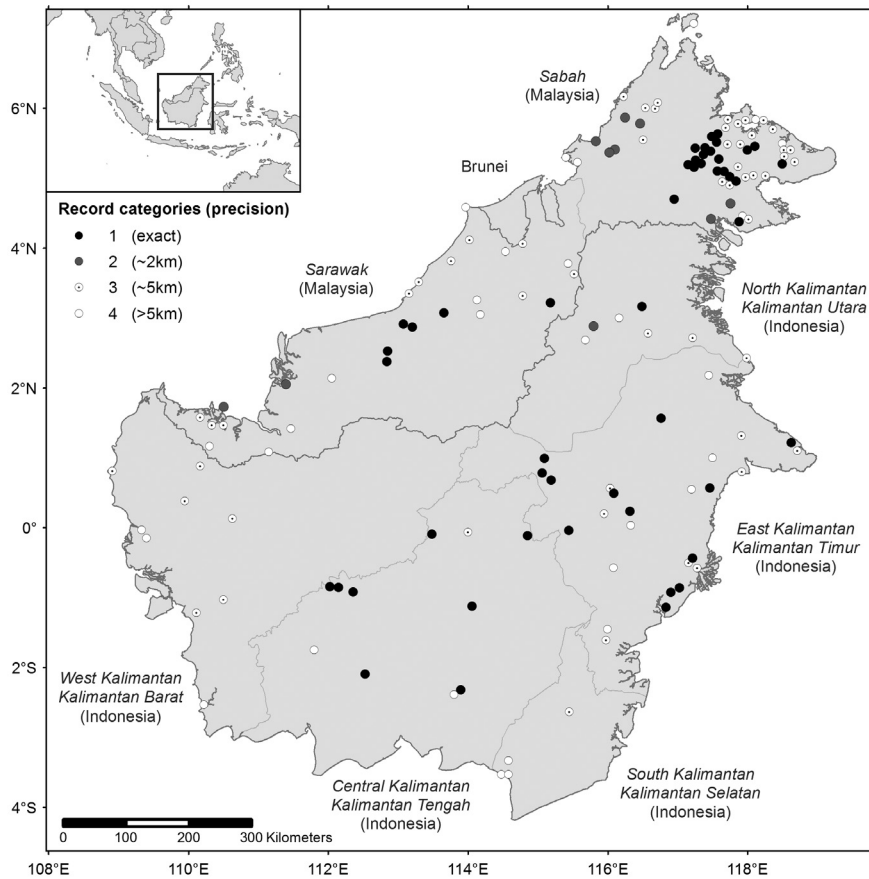 6°N
4°N
2°N
0°
2°S
4°S
Record categories (precision)
1 (exact)
2 (~2km)
3 (~5km)
4 (>5km)
Sabah
(Malaysia)
Brunei
Sarawak
(Malaysia)
North Kalimantan
Kalimantan Utara
(Indonesia)
East Kalimantan
Kalimantan Timur
(Indonesia)
West Kalimantan
Kalimantan Barat
(Indonesia)
Central Kalimantan
Kalimantan Tengah
(Indonesia)
South Kalimantan
Kalimantan Selatan
(Indonesia)
0 100 200 300 Kilometers
108°E 110°E 112°E 114°E 116°E 118°E